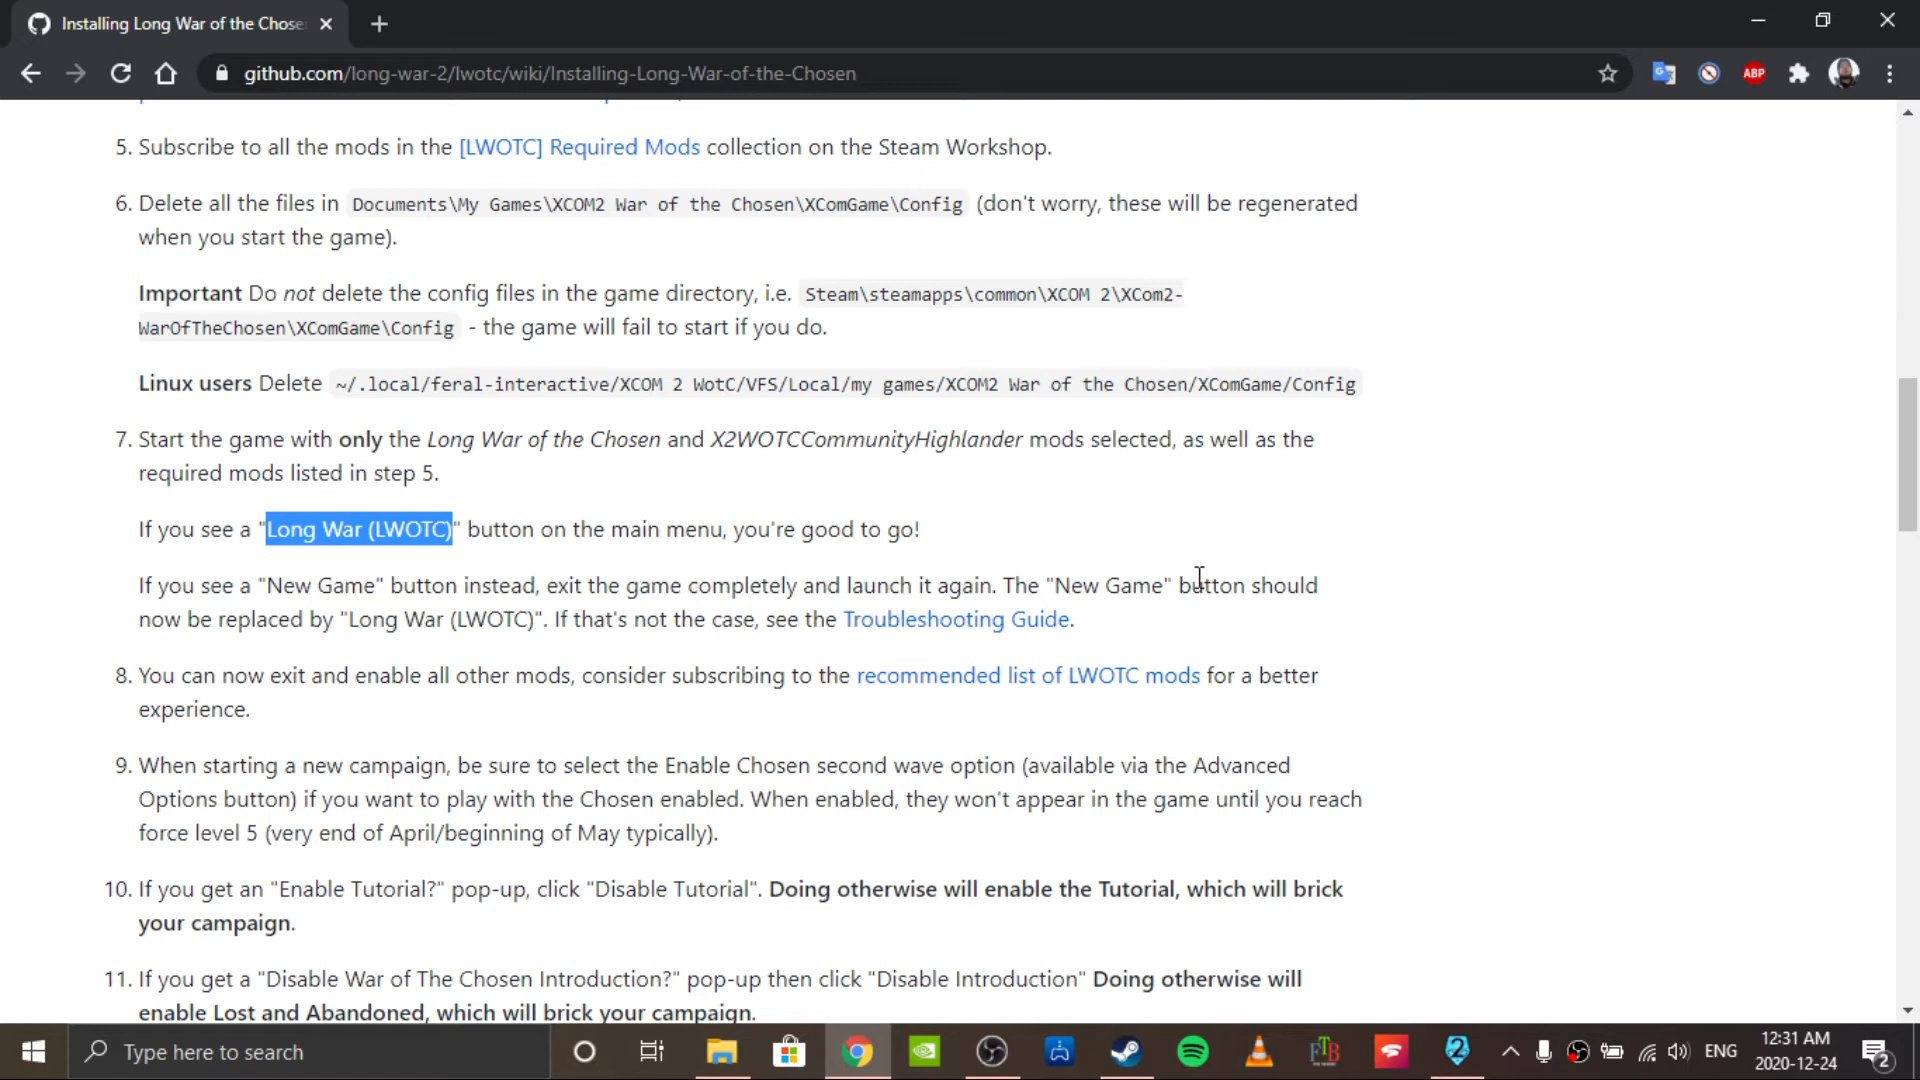 Installing Long War of the Chose
github.com/long-war-2/lwotc/wiki/Installing-Long-War-of-the-Chosen
ABP
5. Subscribe to all the mods in the [LWOTC] Required Mods collection on the Steam Workshop.
6. Delete all the files in Documents\My Games\XCOM2 War of the Chosen\XComGame\Config (don't worry, these will be regenerated
when you start the game).
Important Do not delete the config files in the game directory, i.e. Steam\steamapps\common\XCOM 2\XCom2-
WarOfTheChosen\XComGame\Config - the game will fail to start if you do.
Linux users Delete ~/.local/feral-interactive/XCOM 2 WotC/VFS/Local/my games/XCOM2 War of the Chosen/XComGame/Config
7. Start the game with only the Long War of the Chosen and X2WOTCCommunityHighlander mods selected, as well as the
required mods listed in step 5.
If you see a "Long War (LWOTC)" button on the main menu, you're good to go!
If you see a "New Game" button instead, exit the game completely and launch it again. The "New Game" button should
now be replaced by "Long War (LWOTC)". If that's not the case, see the Troubleshooting Guide.
8. You can now exit and enable all other mods, consider subscribing to the recommended list of LWOTC mods for a better
experience.
9. When starting a new campaign, be sure to select the Enable Chosen second wave option (available via the Advanced
Options button) if you want to play with the Chosen enabled. When enabled, they won't appear in the game until you reach
force level 5 (very end of April/beginning of May typically).
10. If you get an "Enable Tutorial?" pop-up, click "Disable Tutorial". Doing otherwise will enable the Tutorial, which will brick
your campaign.
11. If you get a "Disable War of The Chosen Introduction?" pop-up then click "Disable Introduction" Doing otherwise will
enable Lost and Abandoned, which will brick your campaign.
Type here to search
FTB
ENG
12:31 AM
2020-12-24
2